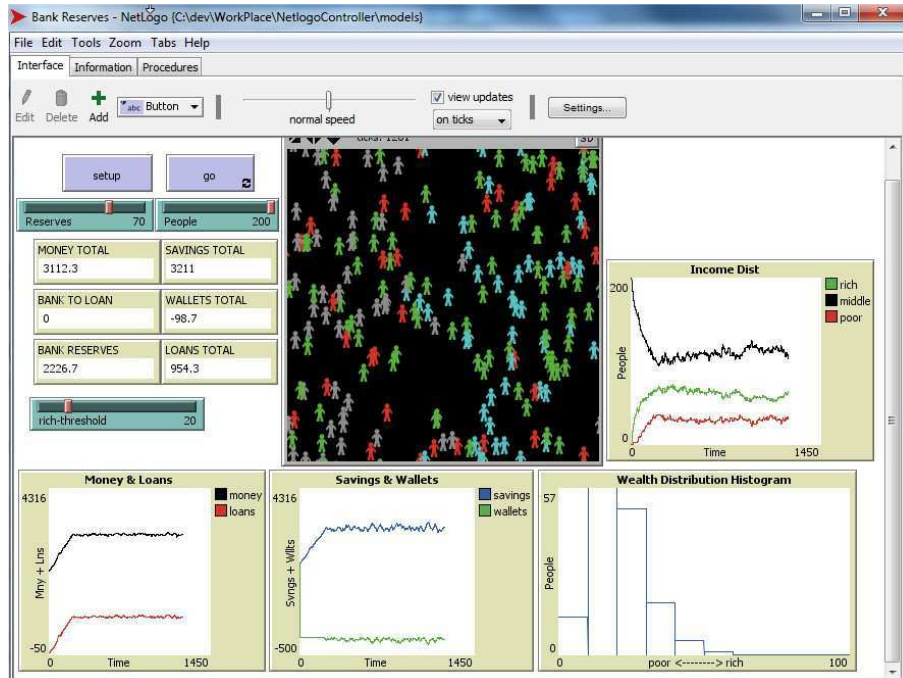 Bank Reserves - NetLogo {C:\dev\WorkPlace\NetlogoController\models}
File Edit Tools Zoom Tabs Help
Interface Information Procedures
Edit Delete Add abc Button normal speed view updates on ticks Settings...
ticks: 1201 3D
setup go
Reserves 70 People 200
MONEY TOTAL SAVINGS TOTAL
3112.3 3211
BANK TO LOAN WALLETS TOTAL
0 -98.7
BANK RESERVES LOANS TOTAL
2226.7 954.3
rich-threshold 20
Income Dist
200
People
0
0 Time 1450
rich
middle
poor
Money & Loans
4316
Mny + Lns
-50
0 Time 1450
money
loans
Savings & Wallets
4316
Svngs + Wllts
-500
0 Time 1450
savings
wallets
Wealth Distribution Histogram
57
People
0
0 poor <--------> rich 100